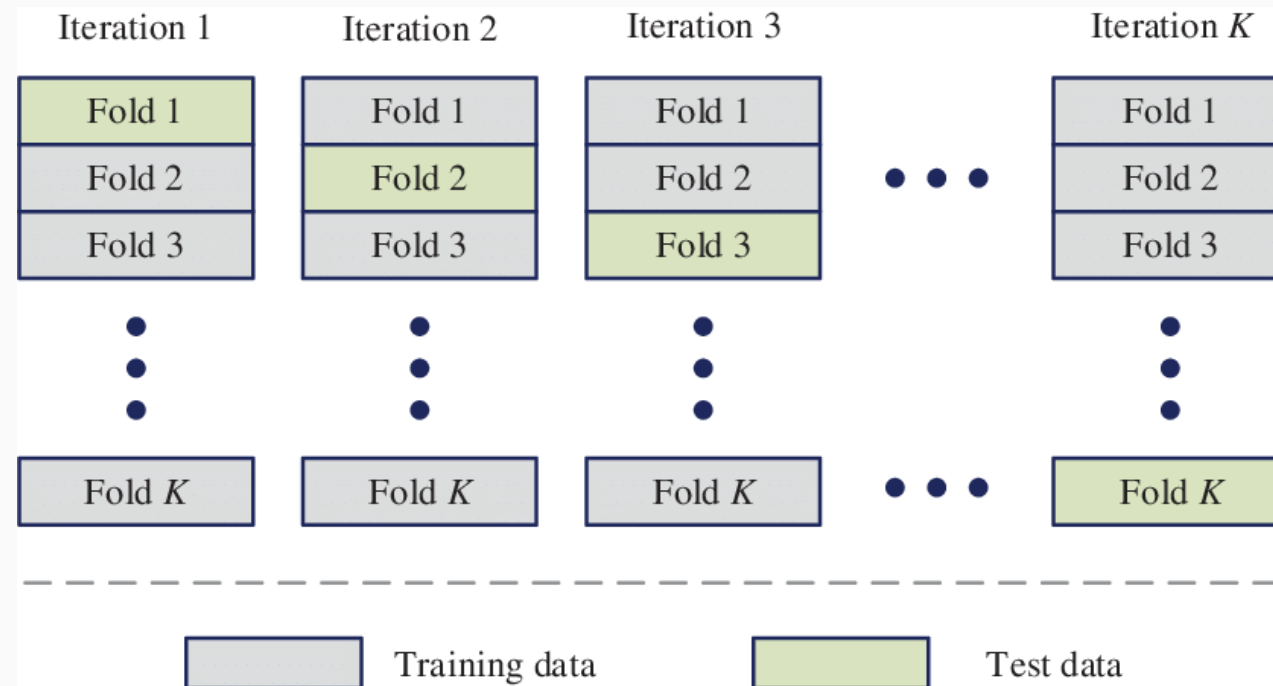 Iteration 1 Iteration 2 Iteration 3 Iteration K
Fold 1 Fold 1 Fold 1 Fold 1
Fold 2 Fold 2 Fold 2 Fold 2
Fold 3 Fold 3 Fold 3 Fold 3
Fold K Fold K Fold K Fold K
Training data Test data